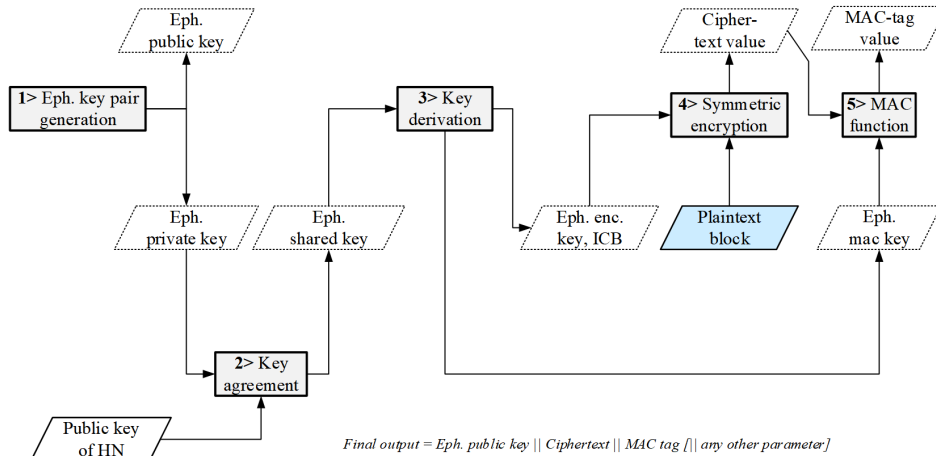 Eph.
public key
Cipher-
text value
MAC-tag
value
1> Eph. key pair
generation
3> Key
derivation
4> Symmetric
encryption
5> MAC
function
Eph.
private key
Eph.
shared key
Eph. enc.
key, ICB
Plaintext
block
Eph.
mac key
2> Key
agreement
Public key
of HN
Final output = Eph. public key || Ciphertext || MAC tag [|| any other parameter]